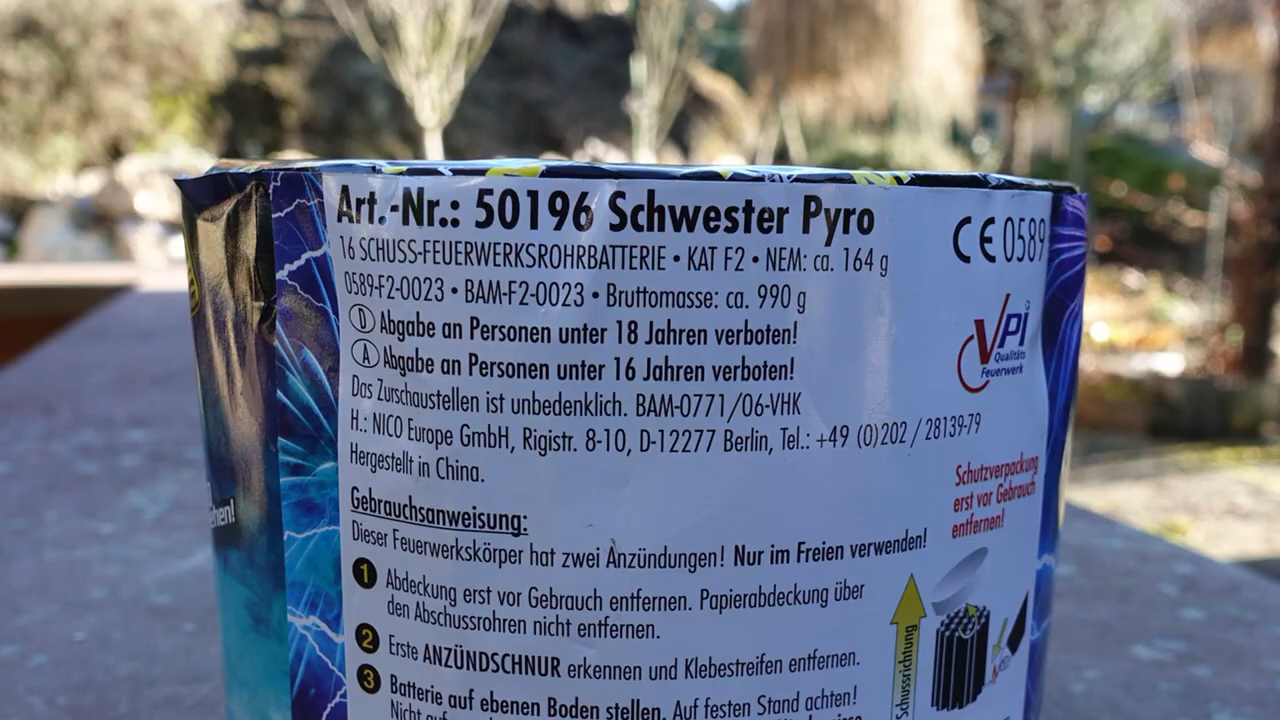 Art.-Nr.: 50196 Schwester Pyro
CE 0589
16 SCHUSS-FEUERWERKSROHRBATTERIE • KAT F2 • NEM: ca. 164 g
0589-F2-0023 • BAM-F2-0023 • Bruttomasse: ca. 990 g
D Abgabe an Personen unter 18 Jahren verboten!
A Abgabe an Personen unter 16 Jahren verboten!
VPi
Qualitäts
Feuerwerk
Das Zurschaustellen ist unbedenklich. BAM-0771/06-VHK
H.: NICO Europe GmbH, Rigistr. 8-10, D-12277 Berlin, Tel.: +49 (0)202 / 28139-79
Hergestellt in China.
Schutzverpackung
erst vor Gebrauch
entfernen!
Gebrauchsanweisung:
Dieser Feuerwerkskörper hat zwei Anzündungen! Nur im Freien verwenden!
1 Abdeckung erst vor Gebrauch entfernen. Papierabdeckung über
den Abschussrohren nicht entfernen.
2 Erste ANZÜNDSCHNUR erkennen und Klebestreifen entfernen.
3 Batterie auf ebenen Boden stellen. Auf festen Stand achten!
Schussrichtung